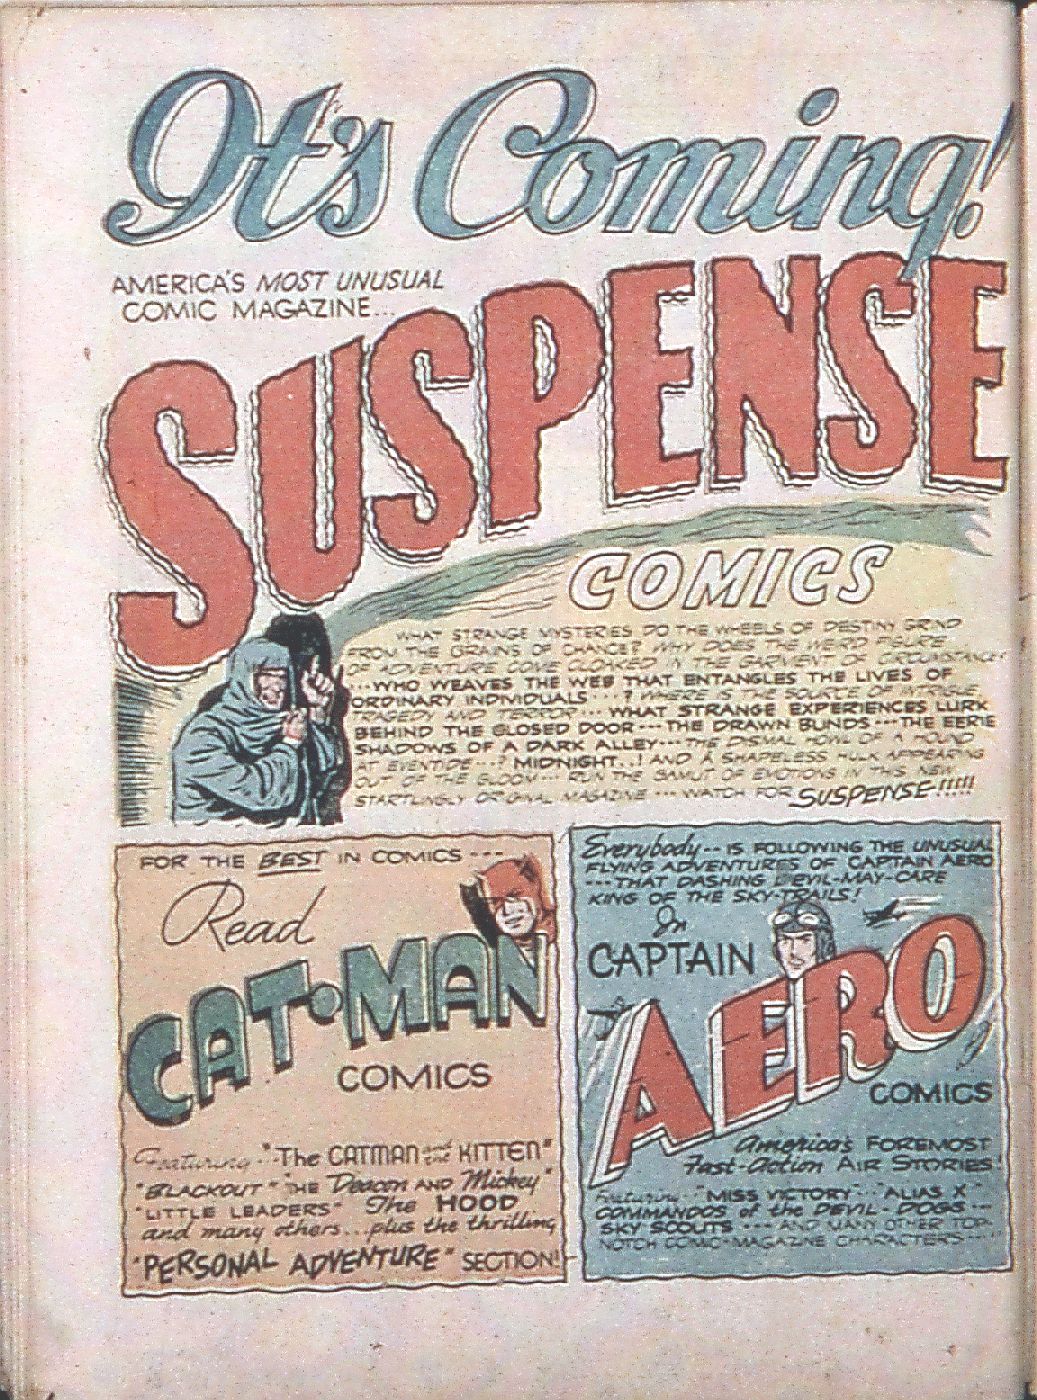 It's Coming!
AMERICA'S MOST UNUSUAL
COMIC MAGAZINE...
SUSPENSE
COMICS
WHAT STRANGE MYSTERIES DO THE WHEELS OF DESTINY GRIND
FROM THE GRAINS OF CHANCE? WHY DOES THE WEIRD FIGURE
OF ADVENTURE COME CLOAKED IN THE GARMENT OF CIRCUMSTANCE?
...WHO WEAVES THE WEB THAT ENTANGLES THE LIVES OF
ORDINARY INDIVIDUALS...? WHERE IS THE SOURCE OF INTRIGUE,
TRAGEDY AND TERROR?... WHAT STRANGE EXPERIENCES LURK
BEHIND THE CLOSED DOOR---THE DRAWN BLINDS---THE EERIE
SHADOWS OF A DARK ALLEY---THE DISMAL HOWL OF A HOUND
AT EVENTIDE---? MIDNIGHT..! AND A SHAPELESS HULK APPEARING
OUT OF THE GLOOM--- RUN THE GAMUT OF EMOTIONS IN THIS NEW
STARTLINGLY ORIGINAL MAGAZINE --- WATCH FOR SUSPENSE-!!!!!
FOR THE BEST IN COMICS ---
Read
CAT-MAN
COMICS
Featuring.. "The CATMAN and the KITTEN"
"BLACKOUT" "THE Deacon AND Mickey"
"LITTLE LEADERS" The HOOD
and many others...plus the thrilling
"PERSONAL ADVENTURE" SECTION!
Everybody-- IS FOLLOWING THE UNUSUAL
FLYING ADVENTURES OF CAPTAIN AERO
---THAT DASHING DEVIL-MAY-CARE
KING OF THE SKY-TRAILS!
In
CAPTAIN
AERO
COMICS
America's FOREMOST
Fast-Action AIR STORIES!
Featuring.. "MISS VICTORY".. "ALIAS X"
COMMANDOS of the DEVIL-DOGS---
SKY SCOUTS --- AND MANY OTHER TOP-
NOTCH COMIC-MAGAZINE CHARACTERS---!!